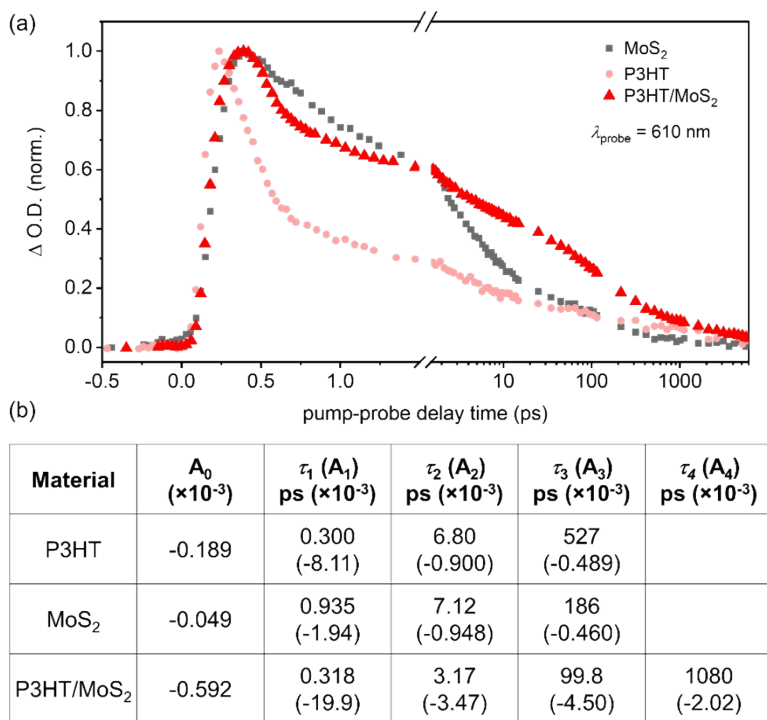 (a)
1.0
0.8
0.6
0.4
0.2
0.0
Δ O.D. (norm.)
MoS₂
P3HT
P3HT/MoS₂
λprobe = 610 nm
-0.5 0.0 0.5 1.0 10 100 1000
pump-probe delay time (ps)
(b)
Material A₀ (×10⁻³) τ₁ (A₁) ps (×10⁻³) τ₂ (A₂) ps (×10⁻³) τ₃ (A₃) ps (×10⁻³) τ₄ (A₄) ps (×10⁻³)
P3HT -0.189 0.300 (-8.11) 6.80 (-0.900) 527 (-0.489)
MoS₂ -0.049 0.935 (-1.94) 7.12 (-0.948) 186 (-0.460)
P3HT/MoS₂ -0.592 0.318 (-19.9) 3.17 (-3.47) 99.8 (-4.50) 1080 (-2.02)